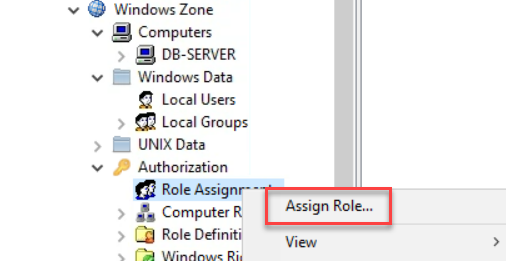 Windows Zone
Computers
DB-SERVER
Windows Data
Local Users
Local Groups
UNIX Data
Authorization
Role Assignment
Assign Role...
Computer R
Role Definiti
View
Windows Rig